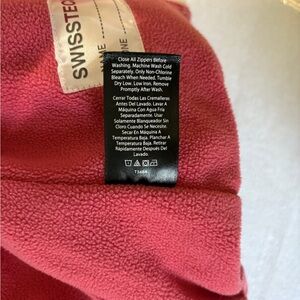 SWISSTEC
NAME
Close All Zippers Before
Washing. Machine Wash Cold
Separately. Only Non-Chlorine
Bleach When Needed. Tumble
Dry Low. Low Iron. Remove
Promptly After Wash.
Cerrar Todas Las Cremalleras
Antes Del Lavado. Lavar A
Máquina Con Agua Fría
Separadamente. Usar
Solamente Blanqueador Sin
Cloro Cuando Se Necesite.
Secar En Máquina A
Temperatura Baja. Planchar A
Temperatura Baja. Retirar
Rápidamente Después Del
Lavado.